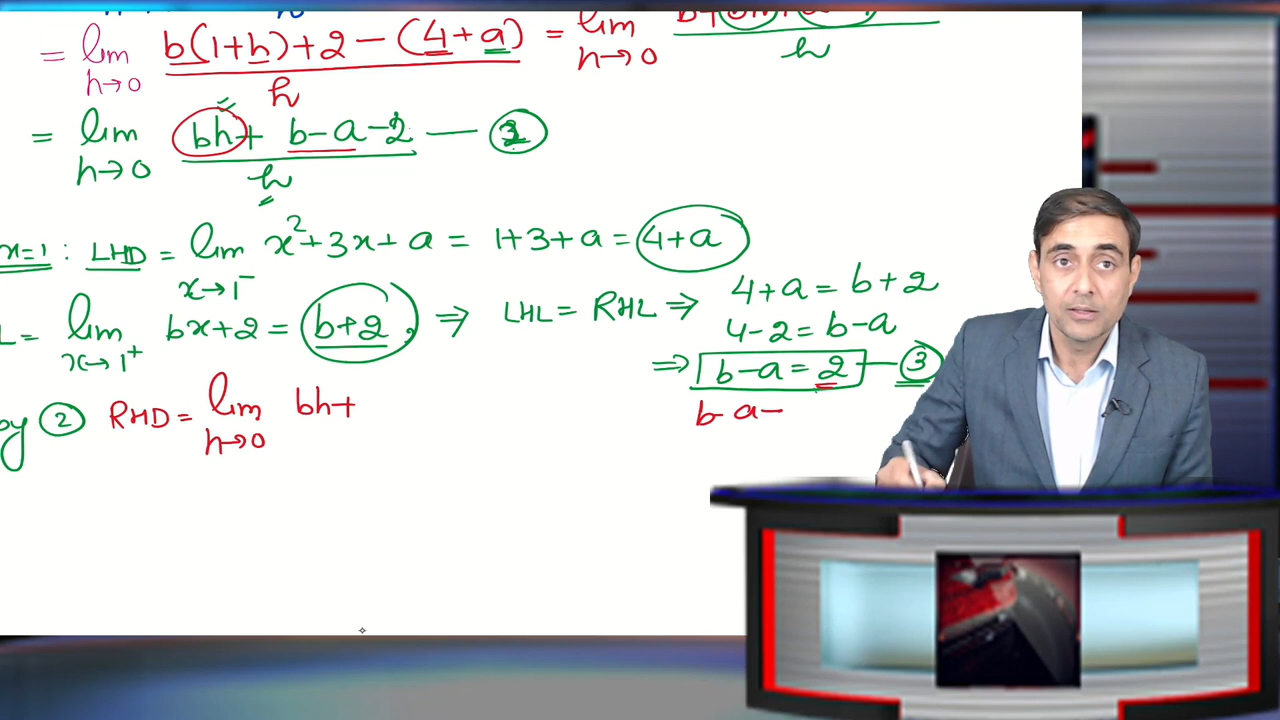 = lim h→0 b(1+h)+2-(4+a) / h = lim h→0 / h
= lim h→0 bh+ b-a-2 / h —
x=1 : LHD = lim x→1⁻ x²+3x+a = 1+3+a = 4+a
L= lim x→1⁺ bx+2 = b+2, ⇒ LHL = RHL ⇒ 4+a = b+2
4-2 = b-a
⇒ b-a = 2 — ③
by ② RHD = lim h→0 bh+
b-a-